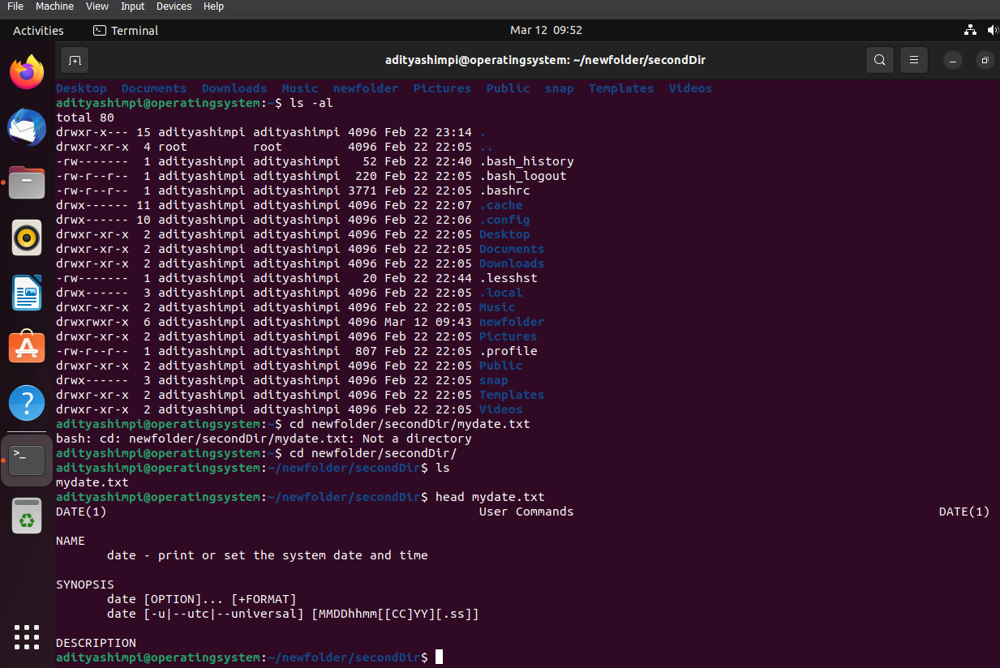 File Machine View Input Devices Help
Activities Terminal Mar 12 09:52
adityashimpi@operatingsystem: ~/newfolder/secondDir
Desktop Documents Downloads Music newfolder Pictures Public snap Templates Videos
adityashimpi@operatingsystem:~$ ls -al
total 80
drwxr-x--- 15 adityashimpi adityashimpi 4096 Feb 22 23:14 .
drwxr-xr-x  4 root         root         4096 Feb 22 22:05 ..
-rw-------  1 adityashimpi adityashimpi   52 Feb 22 22:40 .bash_history
-rw-r--r--  1 adityashimpi adityashimpi  220 Feb 22 22:05 .bash_logout
-rw-r--r--  1 adityashimpi adityashimpi 3771 Feb 22 22:05 .bashrc
drwx------ 11 adityashimpi adityashimpi 4096 Feb 22 22:07 .cache
drwx------ 10 adityashimpi adityashimpi 4096 Feb 22 22:06 .config
drwxr-xr-x  2 adityashimpi adityashimpi 4096 Feb 22 22:05 Desktop
drwxr-xr-x  2 adityashimpi adityashimpi 4096 Feb 22 22:05 Documents
drwxr-xr-x  2 adityashimpi adityashimpi 4096 Feb 22 22:05 Downloads
-rw-------  1 adityashimpi adityashimpi   20 Feb 22 22:44 .lesshst
drwx------  3 adityashimpi adityashimpi 4096 Feb 22 22:05 .local
drwxr-xr-x  2 adityashimpi adityashimpi 4096 Feb 22 22:05 Music
drwxrwxr-x  6 adityashimpi adityashimpi 4096 Mar 12 09:43 newfolder
drwxr-xr-x  2 adityashimpi adityashimpi 4096 Feb 22 22:05 Pictures
-rw-r--r--  1 adityashimpi adityashimpi  807 Feb 22 22:05 .profile
drwxr-xr-x  2 adityashimpi adityashimpi 4096 Feb 22 22:05 Public
drwx------  3 adityashimpi adityashimpi 4096 Feb 22 22:05 snap
drwxr-xr-x  2 adityashimpi adityashimpi 4096 Feb 22 22:05 Templates
drwxr-xr-x  2 adityashimpi adityashimpi 4096 Feb 22 22:05 Videos
adityashimpi@operatingsystem:~$ cd newfolder/secondDir/mydate.txt
bash: cd: newfolder/secondDir/mydate.txt: Not a directory
adityashimpi@operatingsystem:~$ cd newfolder/secondDir/
adityashimpi@operatingsystem:~/newfolder/secondDir$ ls
mydate.txt
adityashimpi@operatingsystem:~/newfolder/secondDir$ head mydate.txt
DATE(1) User Commands DATE(1)
NAME
date - print or set the system date and time
SYNOPSIS
date [OPTION]... [+FORMAT]
date [-u|--utc|--universal] [MMDDhhmm[[CC]YY][.ss]]
DESCRIPTION
adityashimpi@operatingsystem:~/newfolder/secondDir$